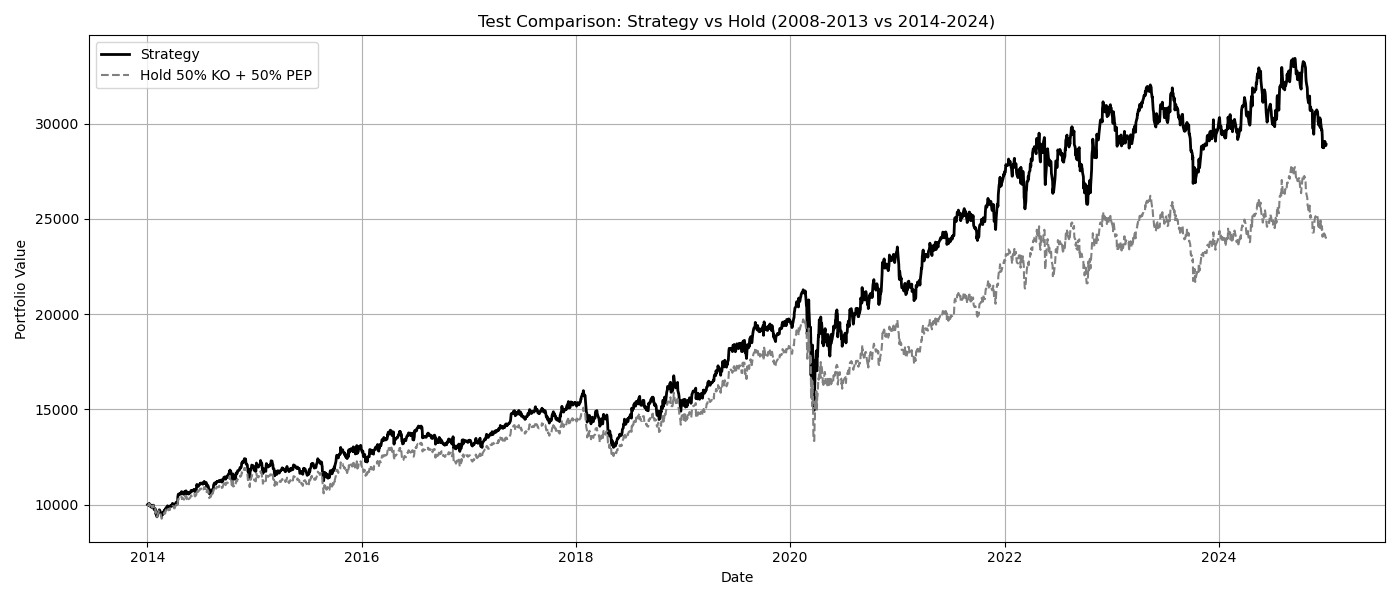 Test Comparison: Strategy vs Hold (2008-2013 vs 2014-2024)
Strategy
Hold 50% KO + 50% PEP
Portfolio Value
30000
25000
20000
15000
10000
2014
2016
2018
2020
2022
2024
Date